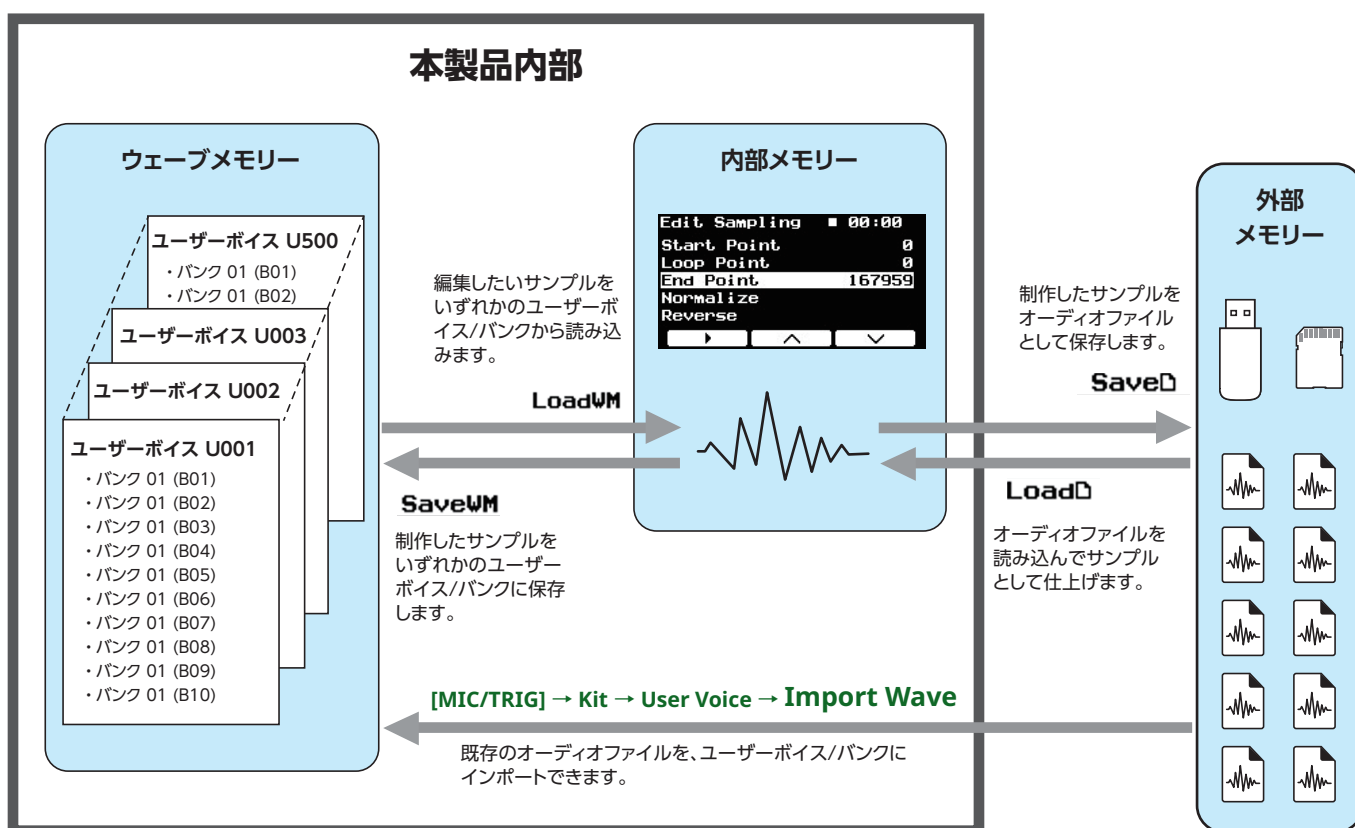 本製品内部
ウェーブメモリー
ユーザーボイス U500
・バンク 01 (B01)
・バンク 01 (B02)
ユーザーボイス U003
ユーザーボイス U002
ユーザーボイス U001
・バンク 01 (B01)
・バンク 01 (B02)
・バンク 01 (B03)
・バンク 01 (B04)
・バンク 01 (B05)
・バンク 01 (B06)
・バンク 01 (B07)
・バンク 01 (B08)
・バンク 01 (B09)
・バンク 01 (B10)
編集したいサンプルを
いずれかのユーザーボ
イス/バンクから読み込
みます。
LoadWM
SaveWM
制作したサンプルを
いずれかのユーザー
ボイス/バンクに保存
します。
内部メモリー
Edit Sampling ■ 00:00
Start Point 0
Loop Point 0
End Point 167959
Normalize
Reverse
制作したサンプルを
オーディオファイル
として保存します。
Save
Load
オーディオファイルを
読み込んでサンプル
として仕上げます。
外部
メモリー
[MIC/TRIG] → Kit → User Voice → Import Wave
既存のオーディオファイルを、ユーザーボイス/バンクに
インポートできます。